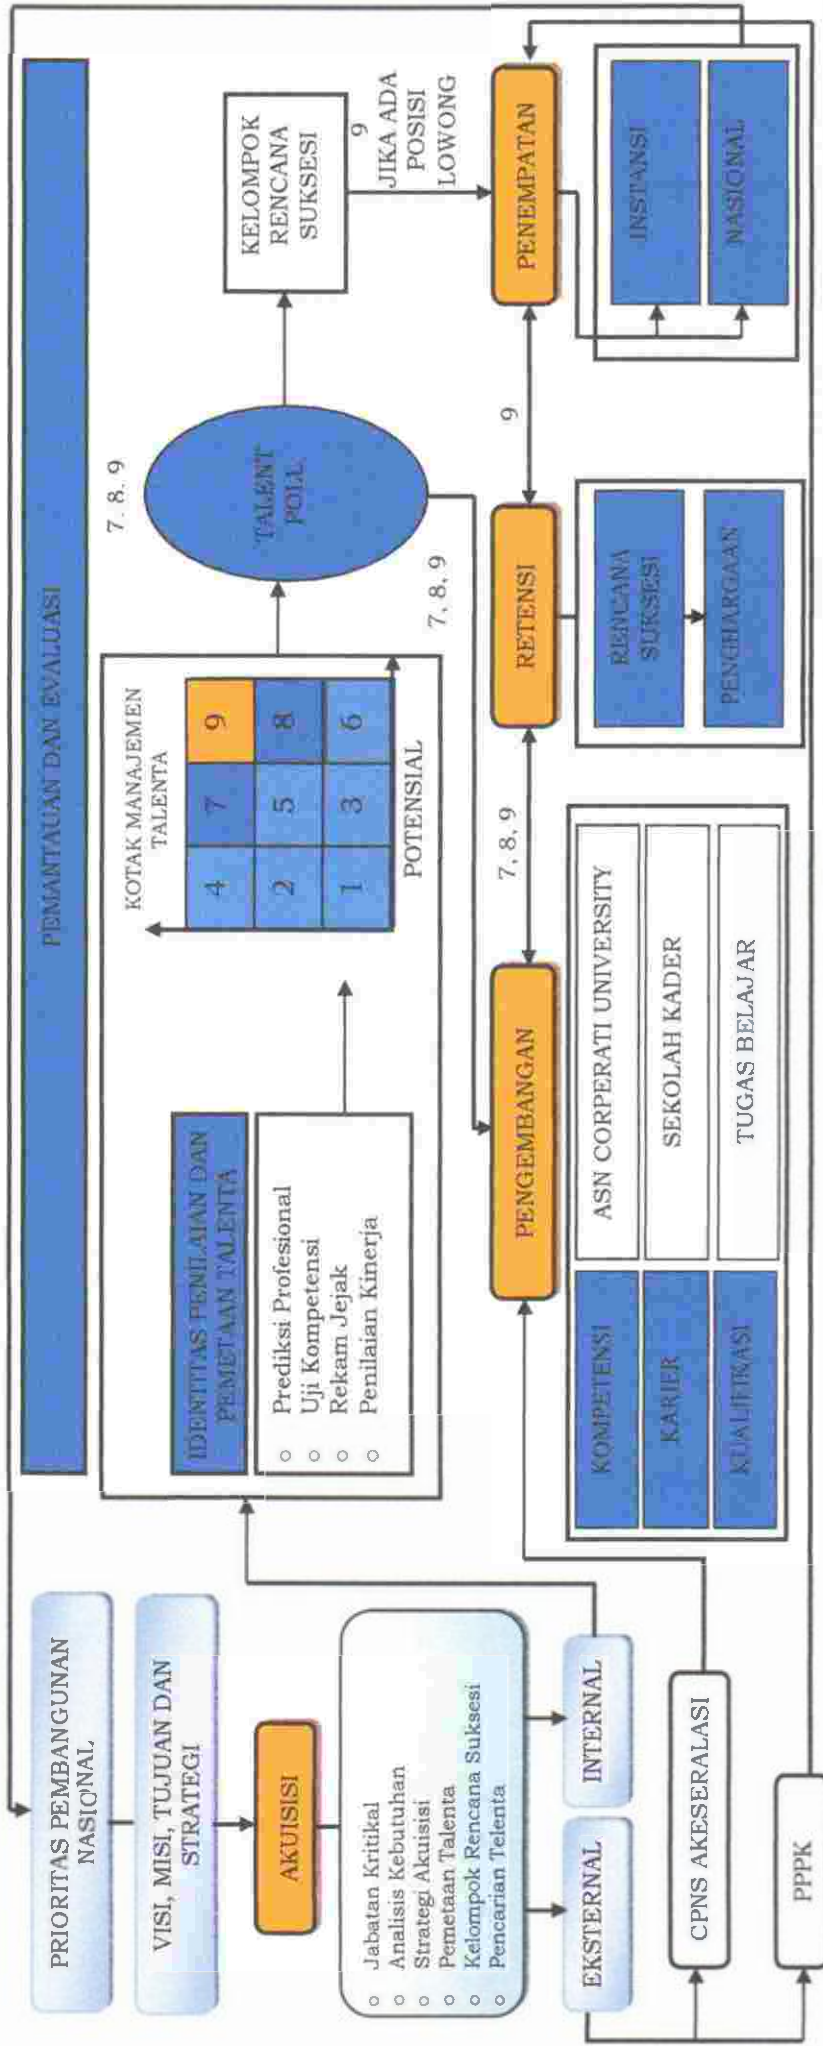 PEMANTAUAN DAN EVALUASI
PRIORITAS PEMBANGUNAN
NASIONAL
VISI, MISI, TUJUAN DAN
STRATEGI
AKUISISI
○ Jabatan Kritikal
○ Analisis Kebutuhan
○ Strategi Akuisisi
○ Pemetaan Talenta
○ Kelompok Rencana Suksesi
○ Pencarian Telenta
EKSTERNAL
INTERNAL
CPNS AKESERALASI
PPPK
IDENTITAS PENILAIAN DAN
PEMETAAN TALENTA
○ Prediksi Profesional
○ Uji Kompetensi
○ Rekam Jejak
○ Penilaian Kinerja
KOTAK MANAJEMEN
TALENTA
4 7 9
2 5 8
1 3 6
POTENSIAL
7, 8, 9
TALENT
POLL
7, 8, 9
KELOMPOK
RENCANA
SUKSESI
9
JIKA ADA
POSISI
LOWONG
PENGEMBANGAN
7, 8, 9
RETENSI
9
PENEMPATAN
KOMPETENSI
ASN CORPERATI UNIVERSITY
KARIER
SEKOLAH KADER
KUALIFIKASI
TUGAS BELAJAR
RENCANA
SUKSESI
PENGHARGAAN
INSTANSI
NASIONAL